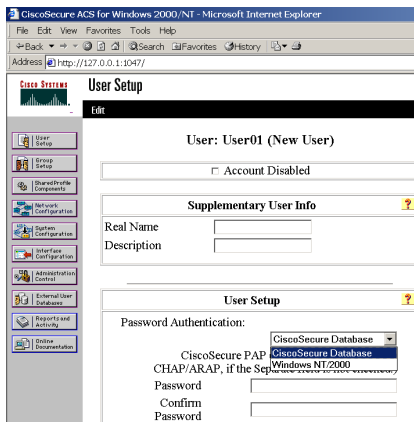 CiscoSecure ACS for Windows 2000/NT - Microsoft Internet Explorer
File Edit View Favorites Tools Help
Back Search Favorites History
Address http://127.0.0.1:1047/
CISCO SYSTEMS
User Setup
Edit
User Setup
Group Setup
Shared Profile Components
Network Configuration
System Configuration
Interface Configuration
Administration Control
External User Databases
Reports and Activity
Online Documentation
User: User01 (New User)
Account Disabled
Supplementary User Info
?
Real Name
Description
User Setup
?
Password Authentication:
CiscoSecure Database
CiscoSecure Database
Windows NT/2000
CiscoSecure PAP
CHAP/ARAP, if the Separate field is not checked.)
Password
Confirm
Password